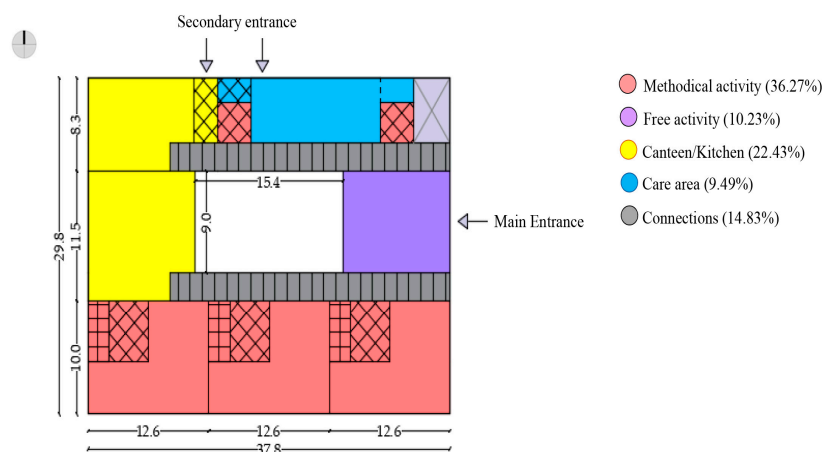 Secondary entrance
Methodical activity (36.27%)
Free activity (10.23%)
Canteen/Kitchen (22.43%)
Care area (9.49%)
Connections (14.83%)
8.3
15.4
9.0
11.5
29.8
Main Entrance
10.0
12.6
12.6
12.6
37.8